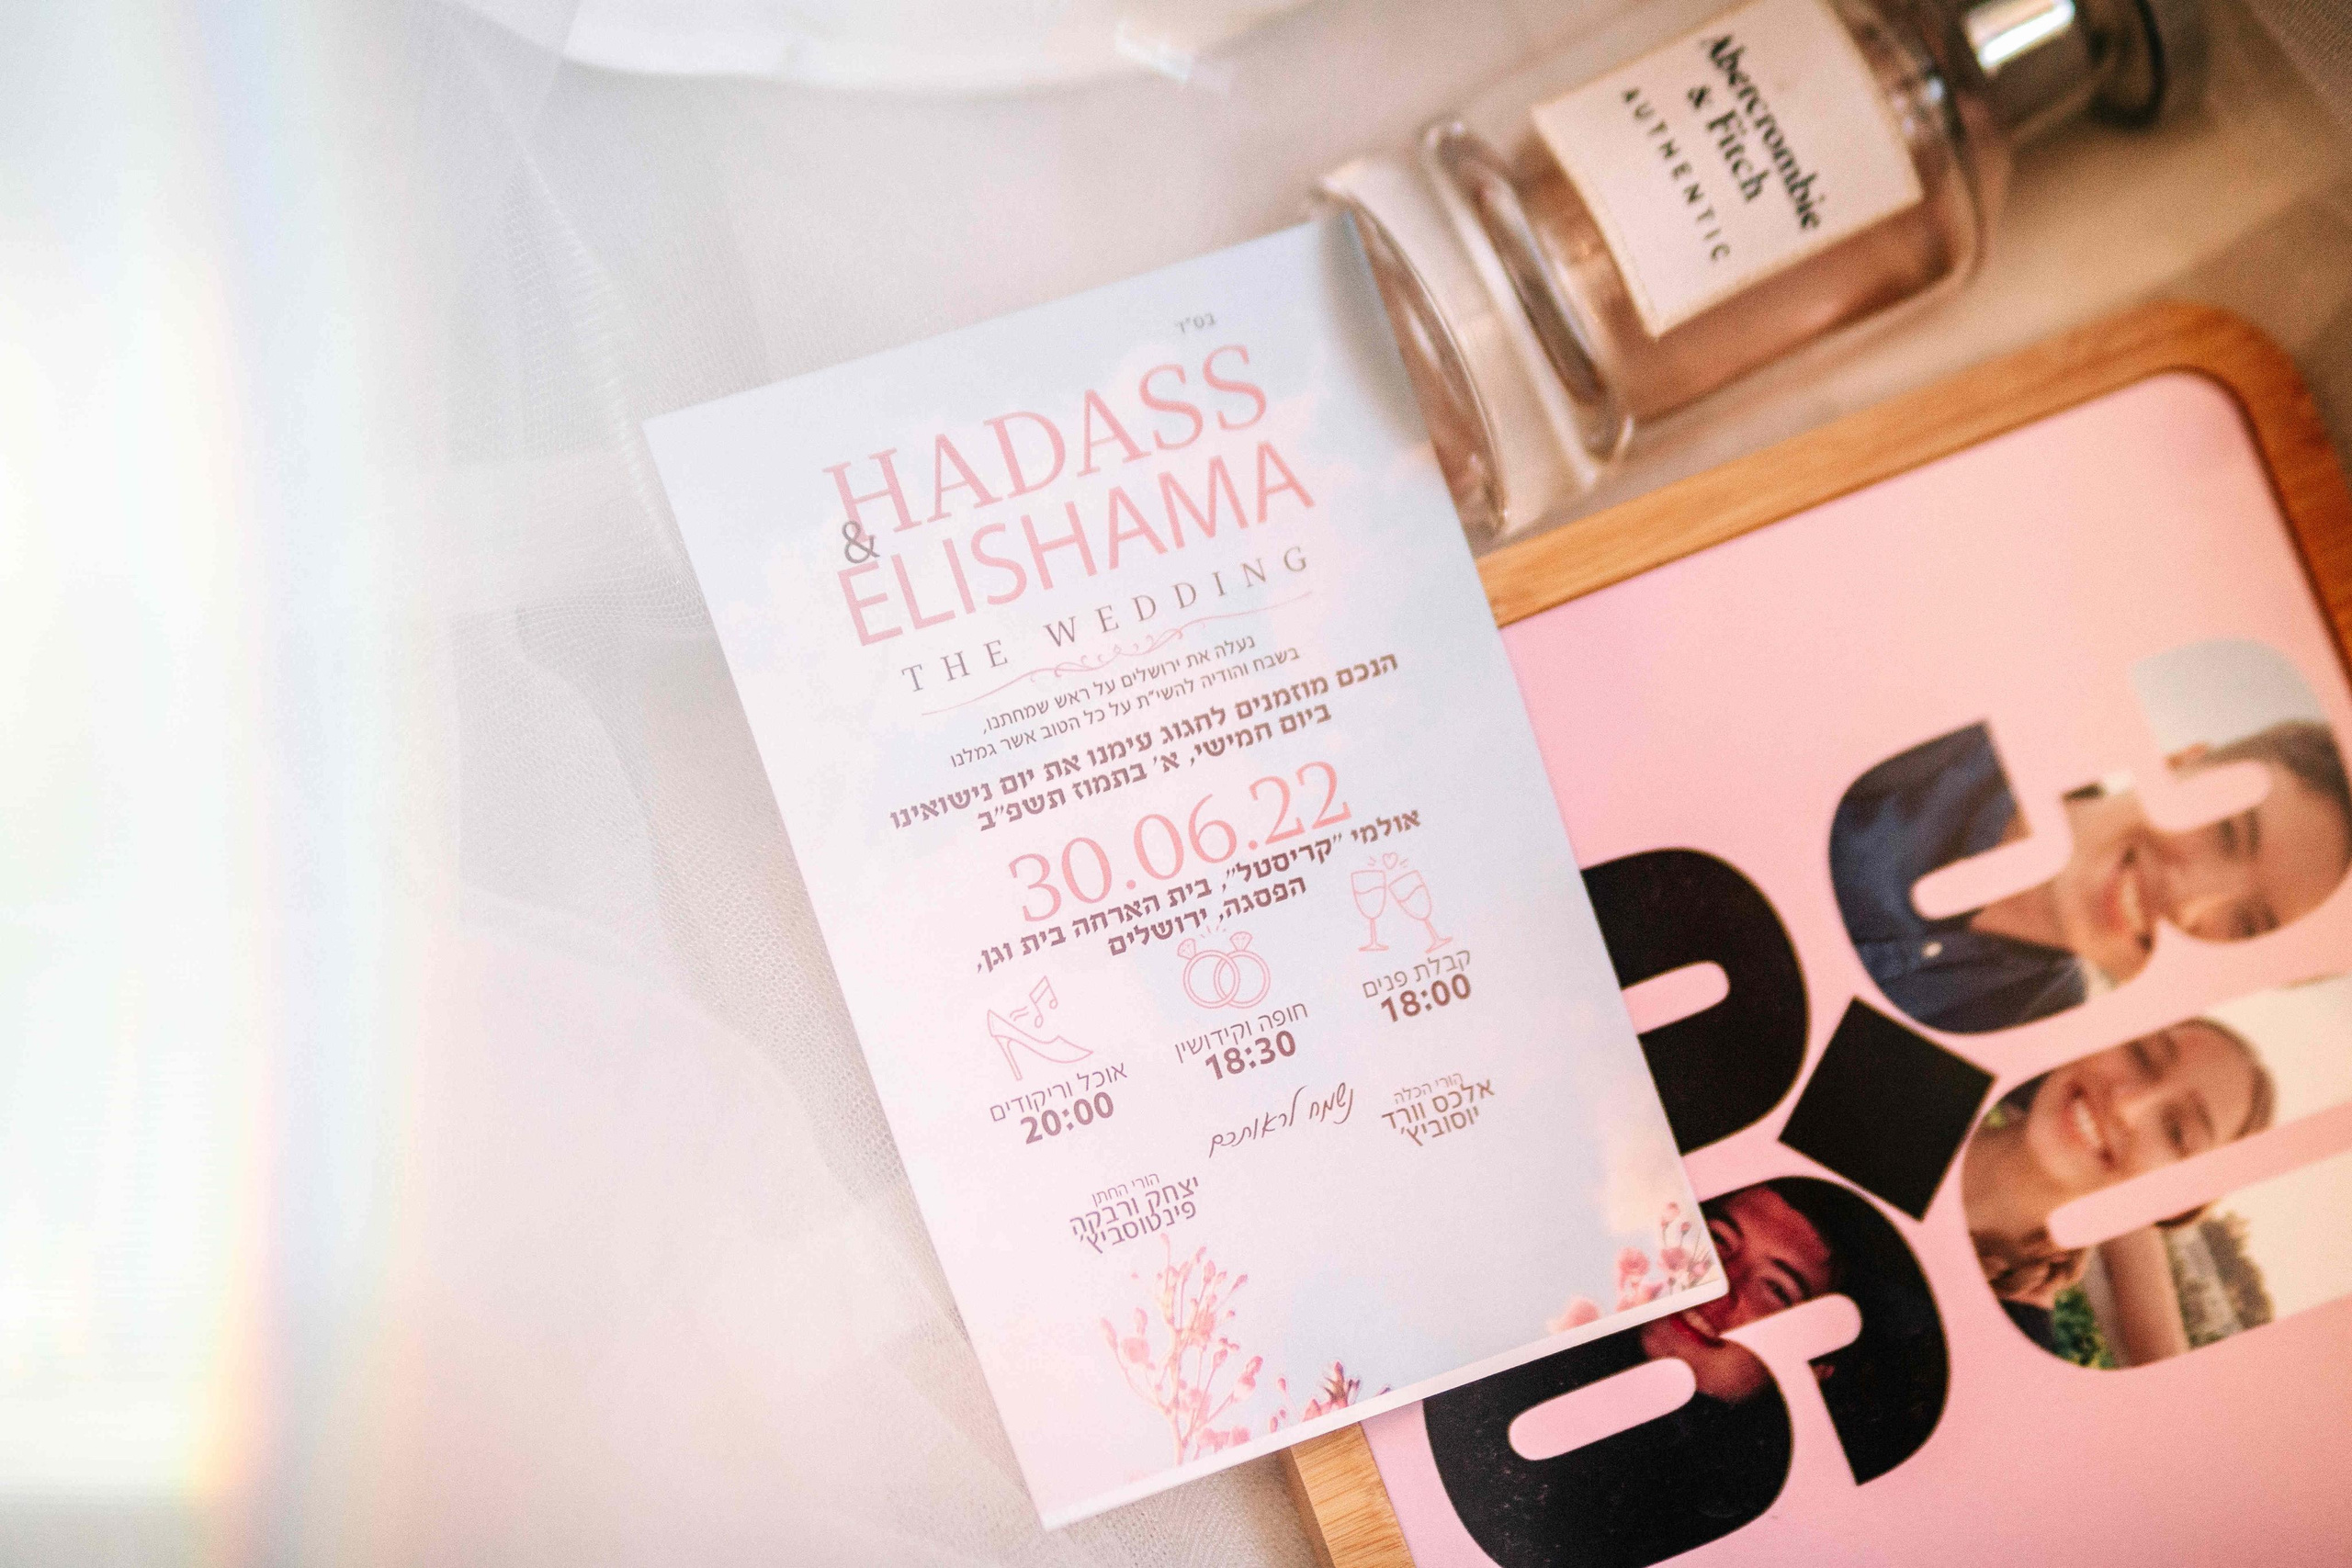 בס"ד
HADASS
&
ELISHAMA
THE WEDDING
נעלה את ירושלים על ראש שמחתנו,
בשבח והודיה להשי״ת על כל הטוב אשר גמלנו
הנכם מוזמנים לחגוג עימנו את יום נישואינו
ביום חמישי, א׳ בתמוז תשפ״ב
30.06.22
אולמי "קריסטל", בית הארחה בית וגן,
הפסגה, ירושלים
קבלת פנים
18:00
חופה וקידושין
18:30
אוכל וריקודים
20:00
נשמח לראותכם
הורי הכלה
אלכס וורד
יוסוביץ׳
הורי החתן
יצחק ורבקה
פינטוסביץ׳
Abercrombie
& Fitch
AUTHENTIC